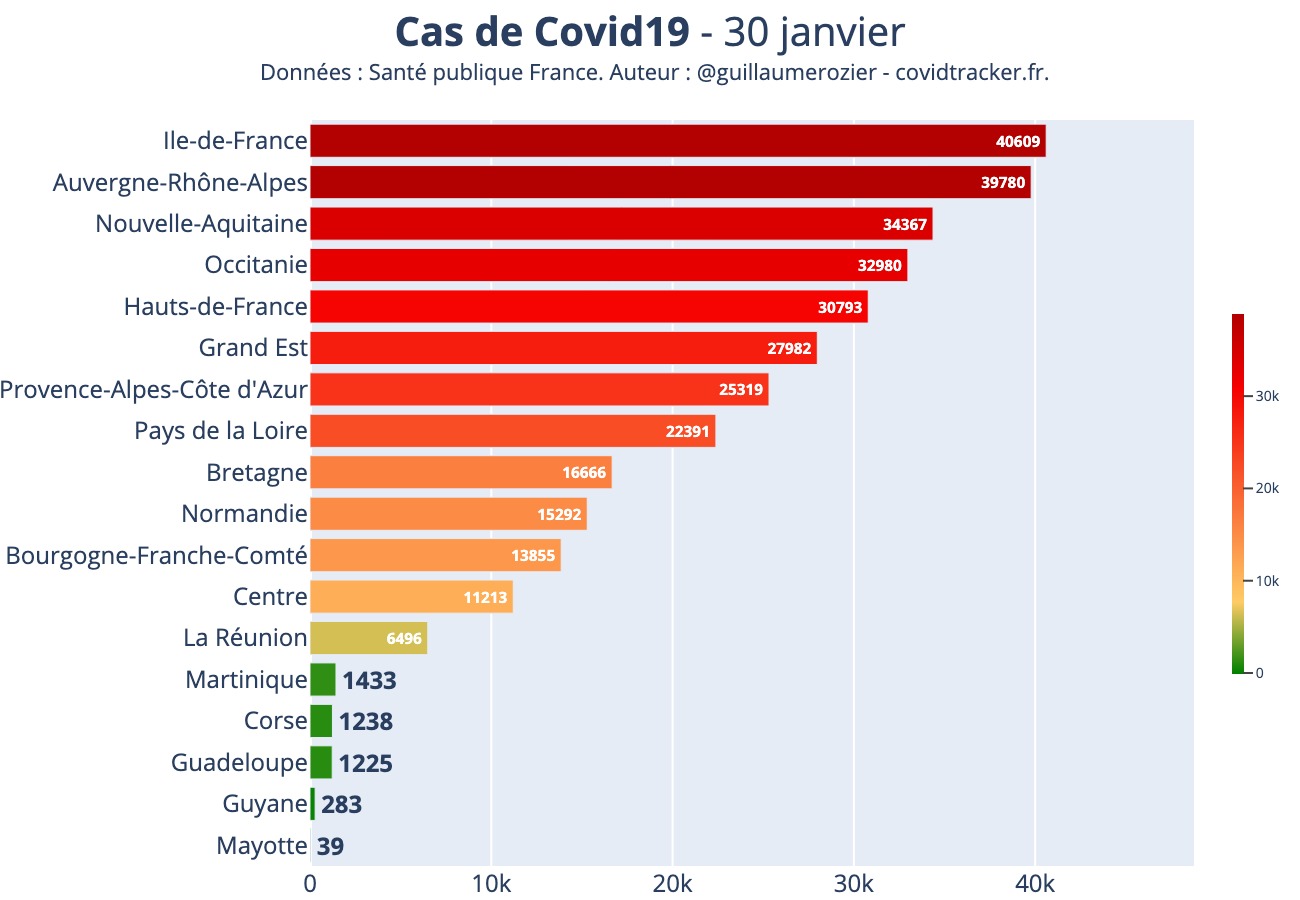 Cas de Covid19 - 30 janvier
Données : Santé publique France. Auteur : @guillaumerozier - covidtracker.fr.
Ile-de-France 40609
Auvergne-Rhône-Alpes 39780
Nouvelle-Aquitaine 34367
Occitanie 32980
Hauts-de-France 30793
Grand Est 27982
Provence-Alpes-Côte d'Azur 25319
Pays de la Loire 22391
Bretagne 16666
Normandie 15292
Bourgogne-Franche-Comté 13855
Centre 11213
La Réunion 6496
Martinique 1433
Corse 1238
Guadeloupe 1225
Guyane 283
Mayotte 39
0 10k 20k 30k 40k
30k
20k
10k
0